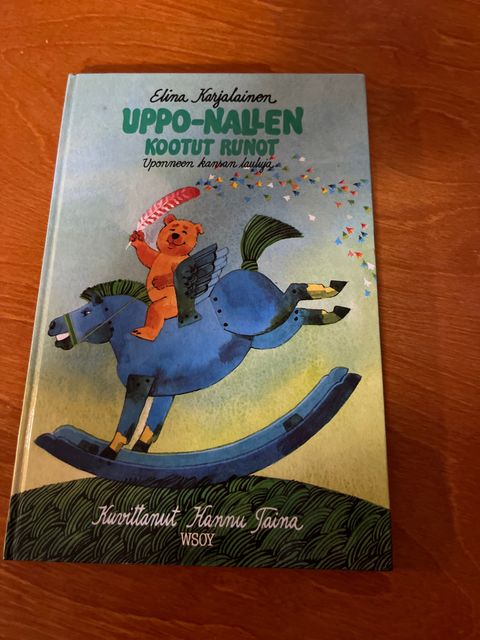 Elina Karjalainen
UPPO-NALLEN
KOOTUT RUNOT
Uponneen kansan lauluja
Kuvittanut Hannu Taina
WSOY